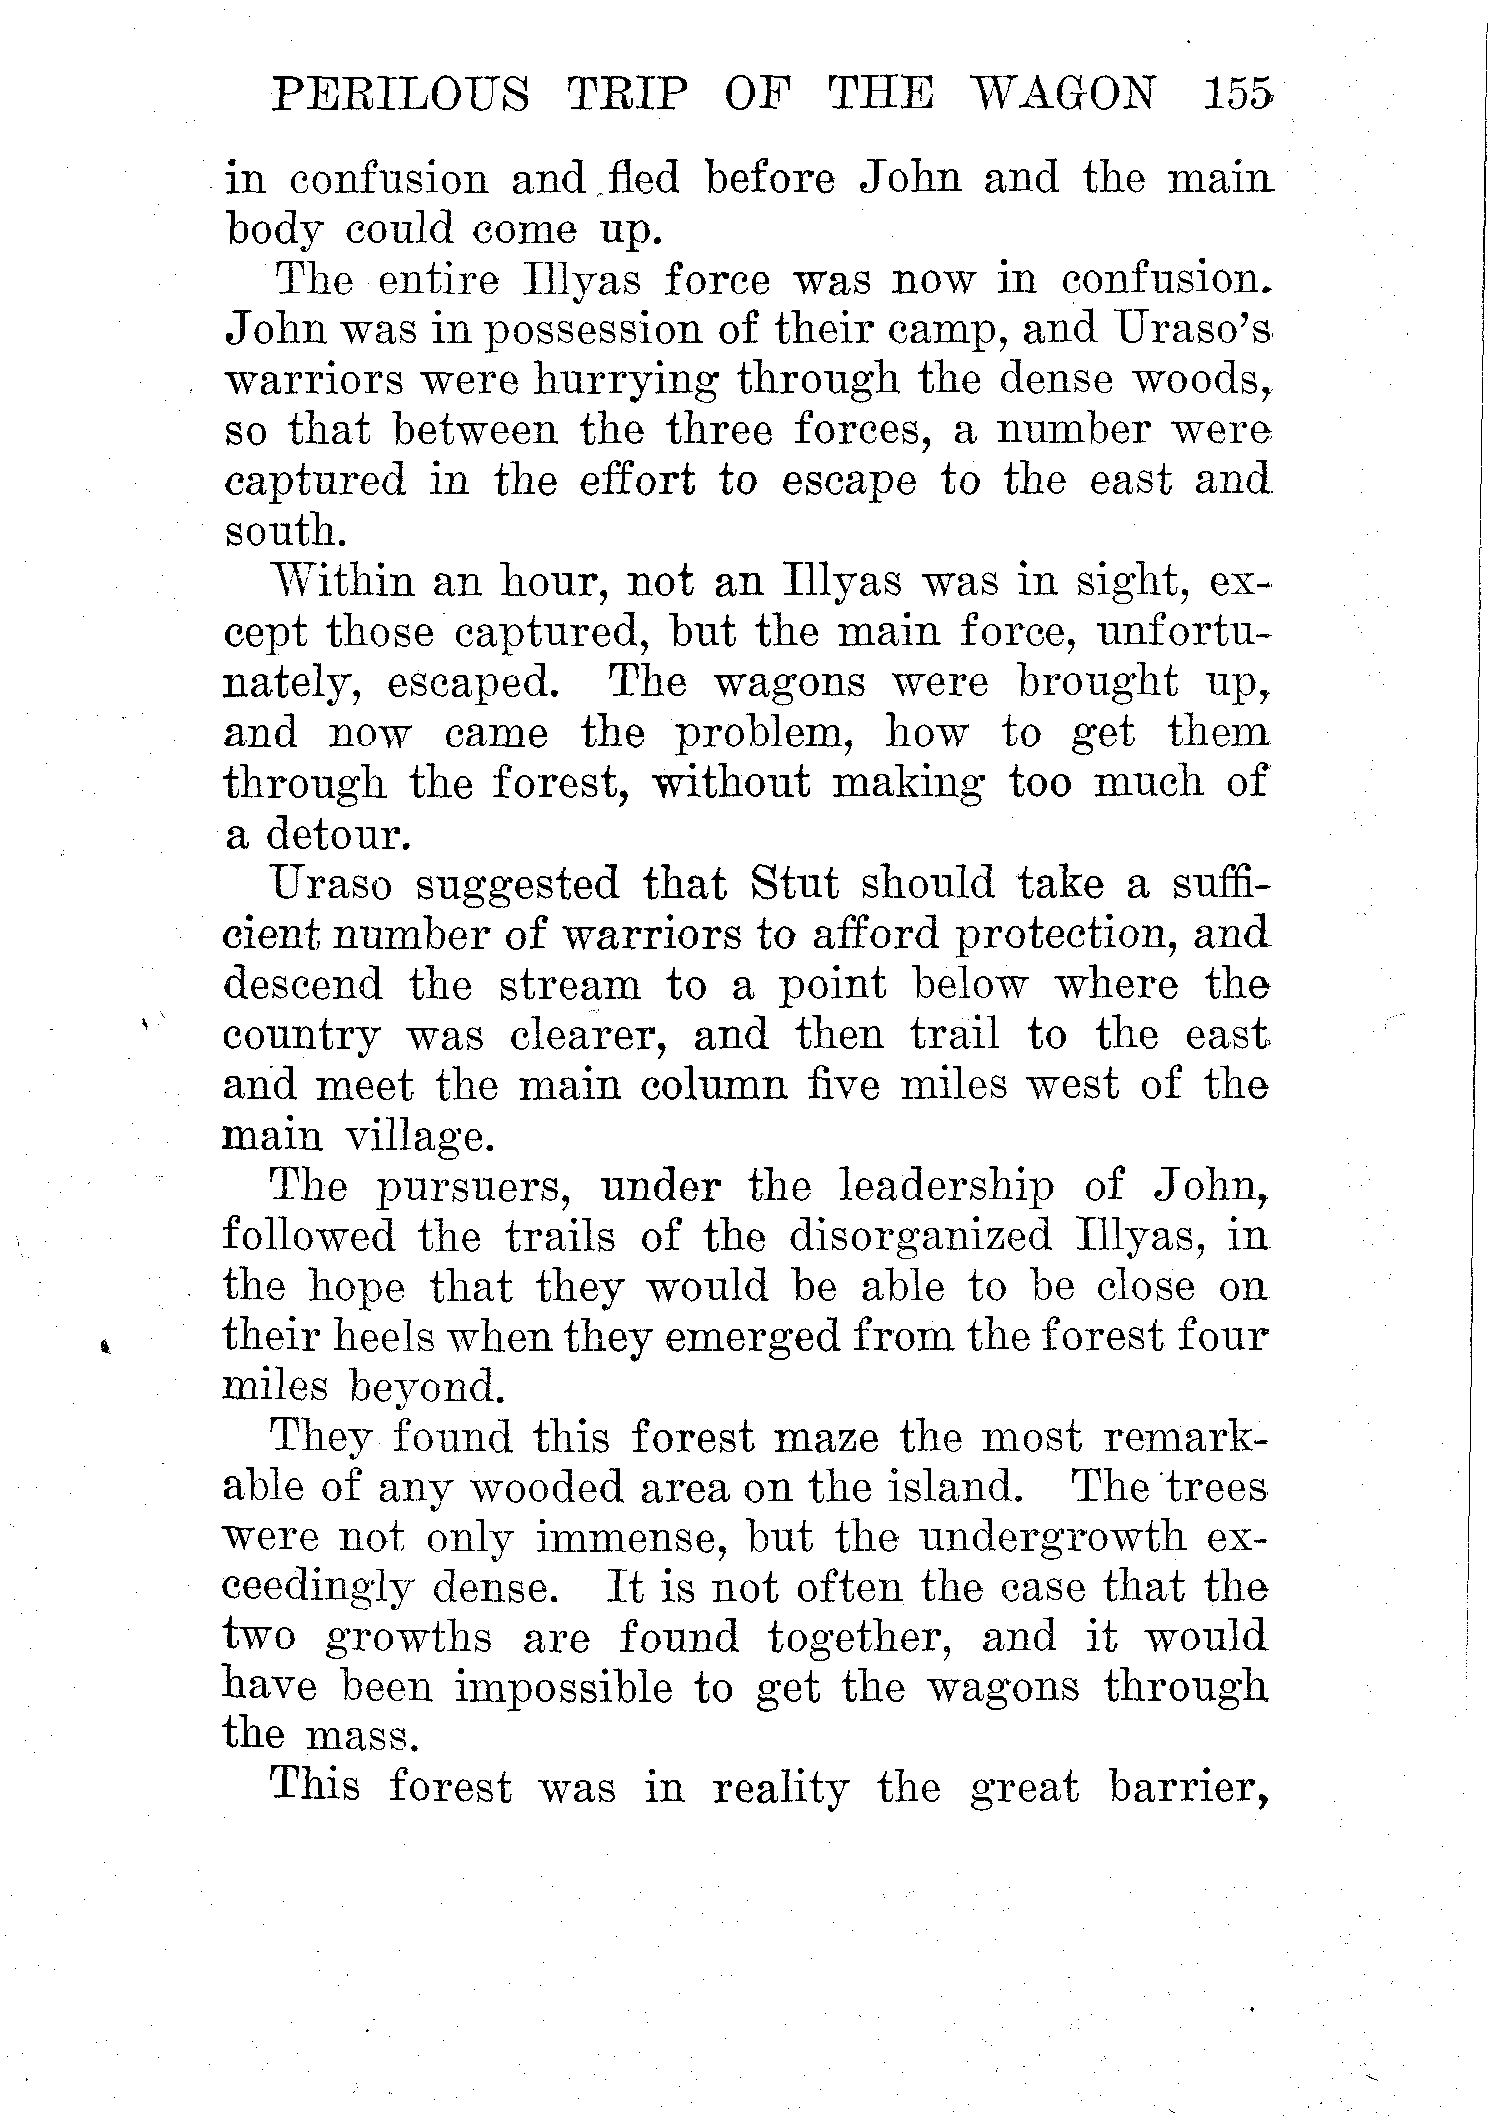 PERILOUS TRIP OF THE WAGON 155
in confusion and fled before John and the main
body could come up.
The entire Illyas force was now in confusion.
John was in possession of their camp, and Uraso's
warriors were hurrying through the dense woods,
so that between the three forces, a number were
captured in the effort to escape to the east and
south.
Within an hour, not an Illyas was in sight, ex-
cept those captured, but the main force, unfortu-
nately, escaped. The wagons were brought up,
and now came the problem, how to get them
through the forest, without making too much of
a detour.
Uraso suggested that Stut should take a suffi-
cient number of warriors to afford protection, and
descend the stream to a point below where the
country was clearer, and then trail to the east
and meet the main column five miles west of the
main village.
The pursuers, under the leadership of John,
followed the trails of the disorganized Illyas, in
the hope that they would be able to be close on
their heels when they emerged from the forest four
miles beyond.
They found this forest maze the most remark-
able of any wooded area on the island. The trees
were not only immense, but the undergrowth ex-
ceedingly dense. It is not often the case that the
two growths are found together, and it would
have been impossible to get the wagons through
the mass.
This forest was in reality the great barrier,